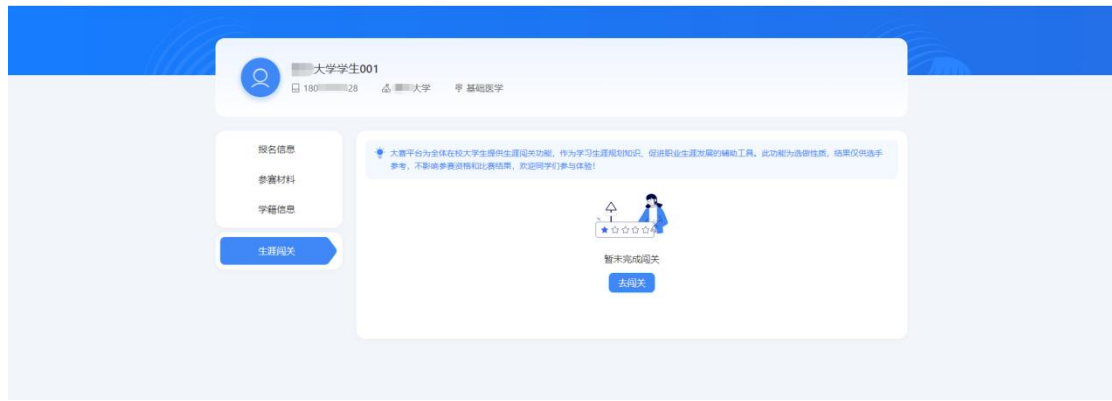 大学学生001
180 28 大学 基础医学
报名信息
参赛材料
学籍信息
生涯闯关
大赛平台为全体在校大学生提供生涯闯关功能，作为学习生涯规划知识、促进职业生涯发展的辅助工具。此功能为选做性质，结果仅供选手
参考，不影响参赛资格和比赛结果，欢迎同学们参与体验！
暂未完成闯关
去闯关